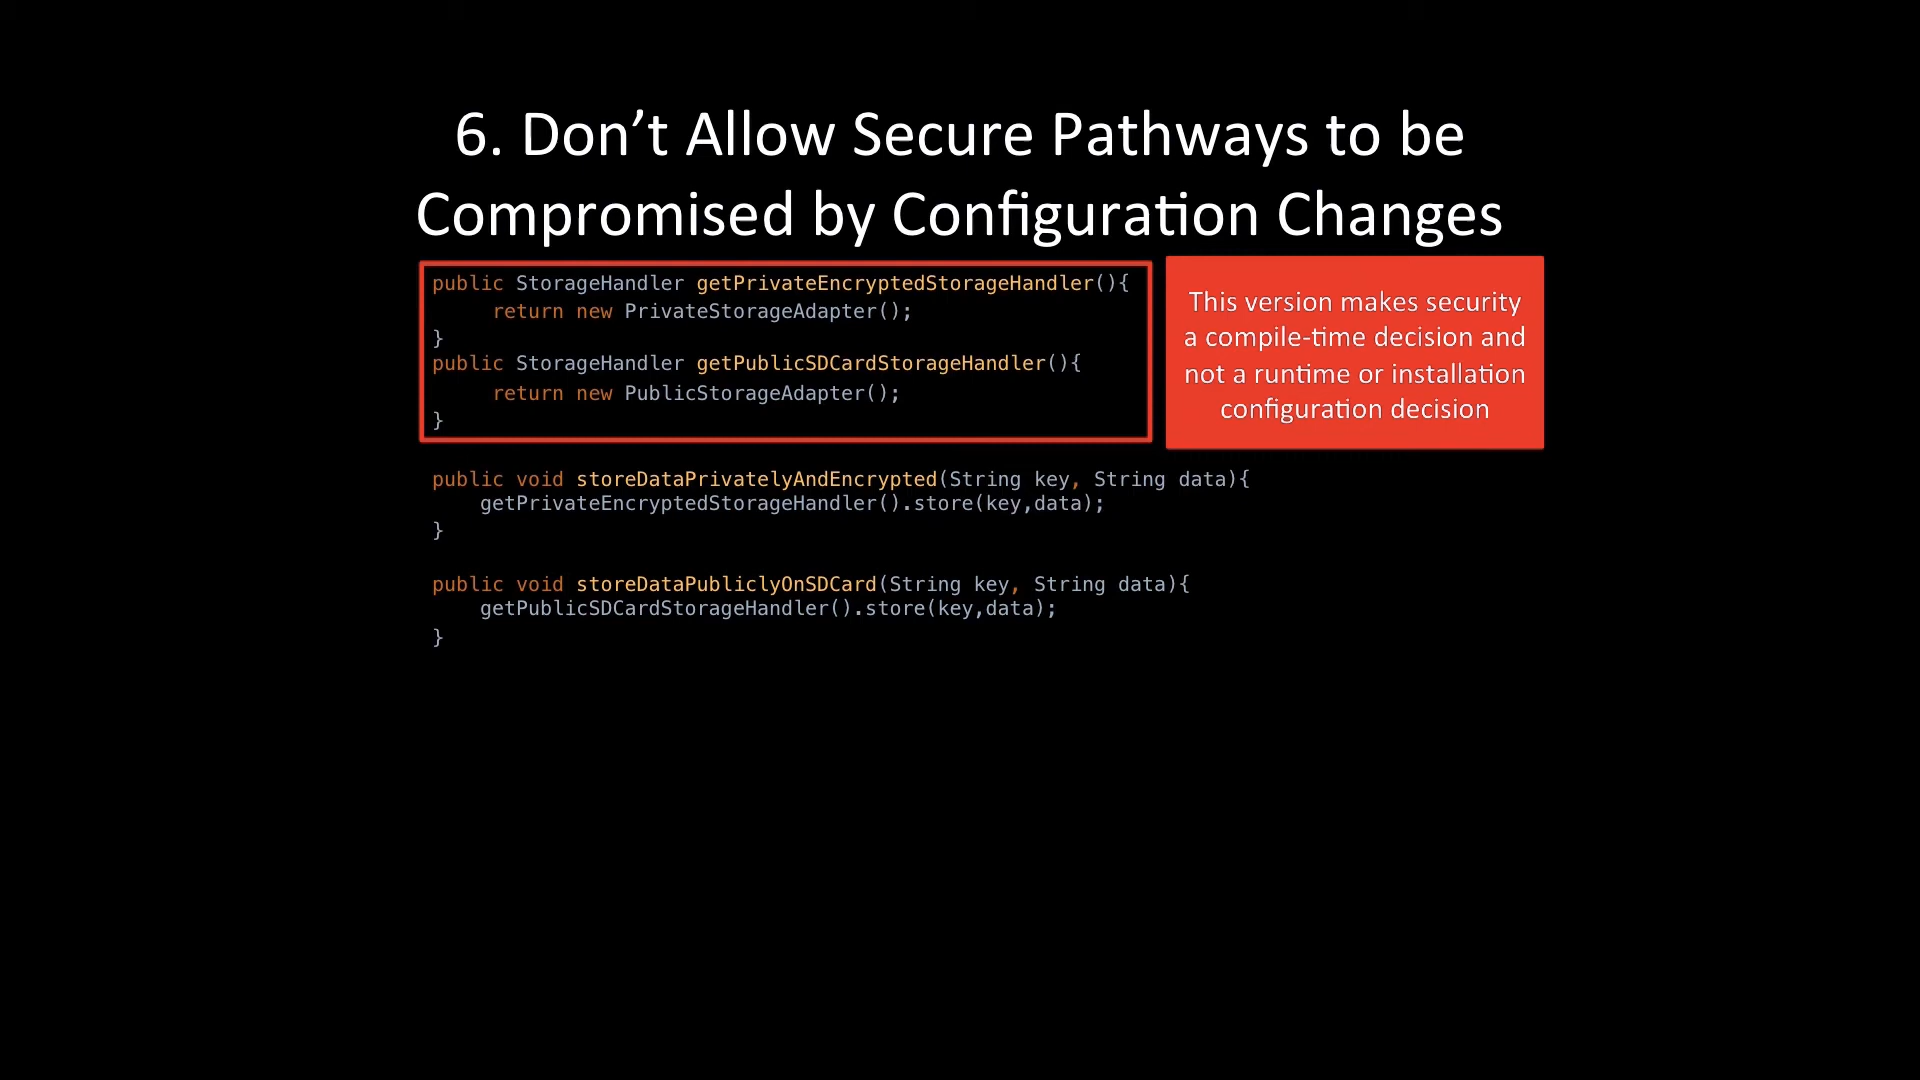 6. Don’t Allow Secure Pathways to be
Compromised by Configuration Changes
public StorageHandler getPrivateEncryptedStorageHandler(){
return new PrivateStorageAdapter();
}
public StorageHandler getPublicSDCardStorageHandler(){
return new PublicStorageAdapter();
}
This version makes security
a compile-time decision and
not a runtime or installation
configuration decision
public void storeDataPrivatelyAndEncrypted(String key, String data){
getPrivateEncryptedStorageHandler().store(key,data);
}
public void storeDataPubliclyOnSDCard(String key, String data){
getPublicSDCardStorageHandler().store(key,data);
}